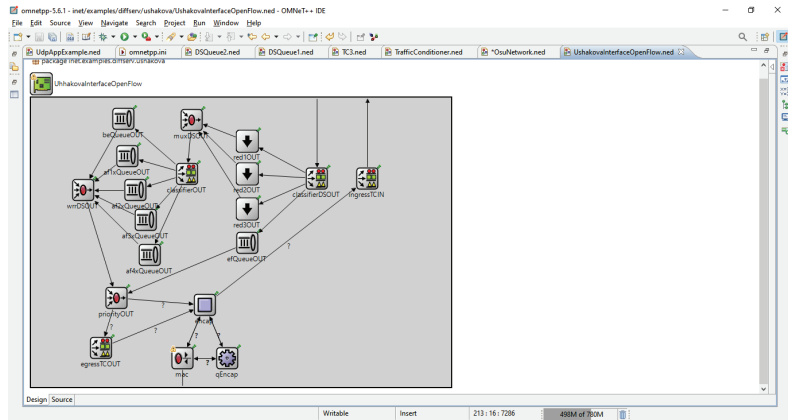 omnetpp-5.6.1 - inet/examples/diffserv/ushakova/UshakovaInterfaceOpenFlow.ned - OMNeT++ IDE
File Edit Source View Navigate Search Project Run Window Help
UdpAppExample.ned omnetpp.ini DSQueue2.ned DSQueue1.ned TC3.ned TrafficConditioner.ned *OsuNetwork.ned UshakovaInterfaceOpenFlow.ned
package inet.examples.diffserv.ushakova
UhhakovaInterfaceOpenFlow
beQueueOUT
muxDSOUT
red1OUT
af1xQueueOUT
classifierOUT
red2OUT
classifierDSOUT
ingressTCIN
wrrDSOUT
af2xQueueOUT
red3OUT
af3xQueueOUT
efQueueOUT
af4xQueueOUT
?
priorityOUT
?
encap
?
?
egressTCOUT
?
?
?
mac
qEncap
Design Source
Writable Insert 213 : 16 : 7286 498M of 780M